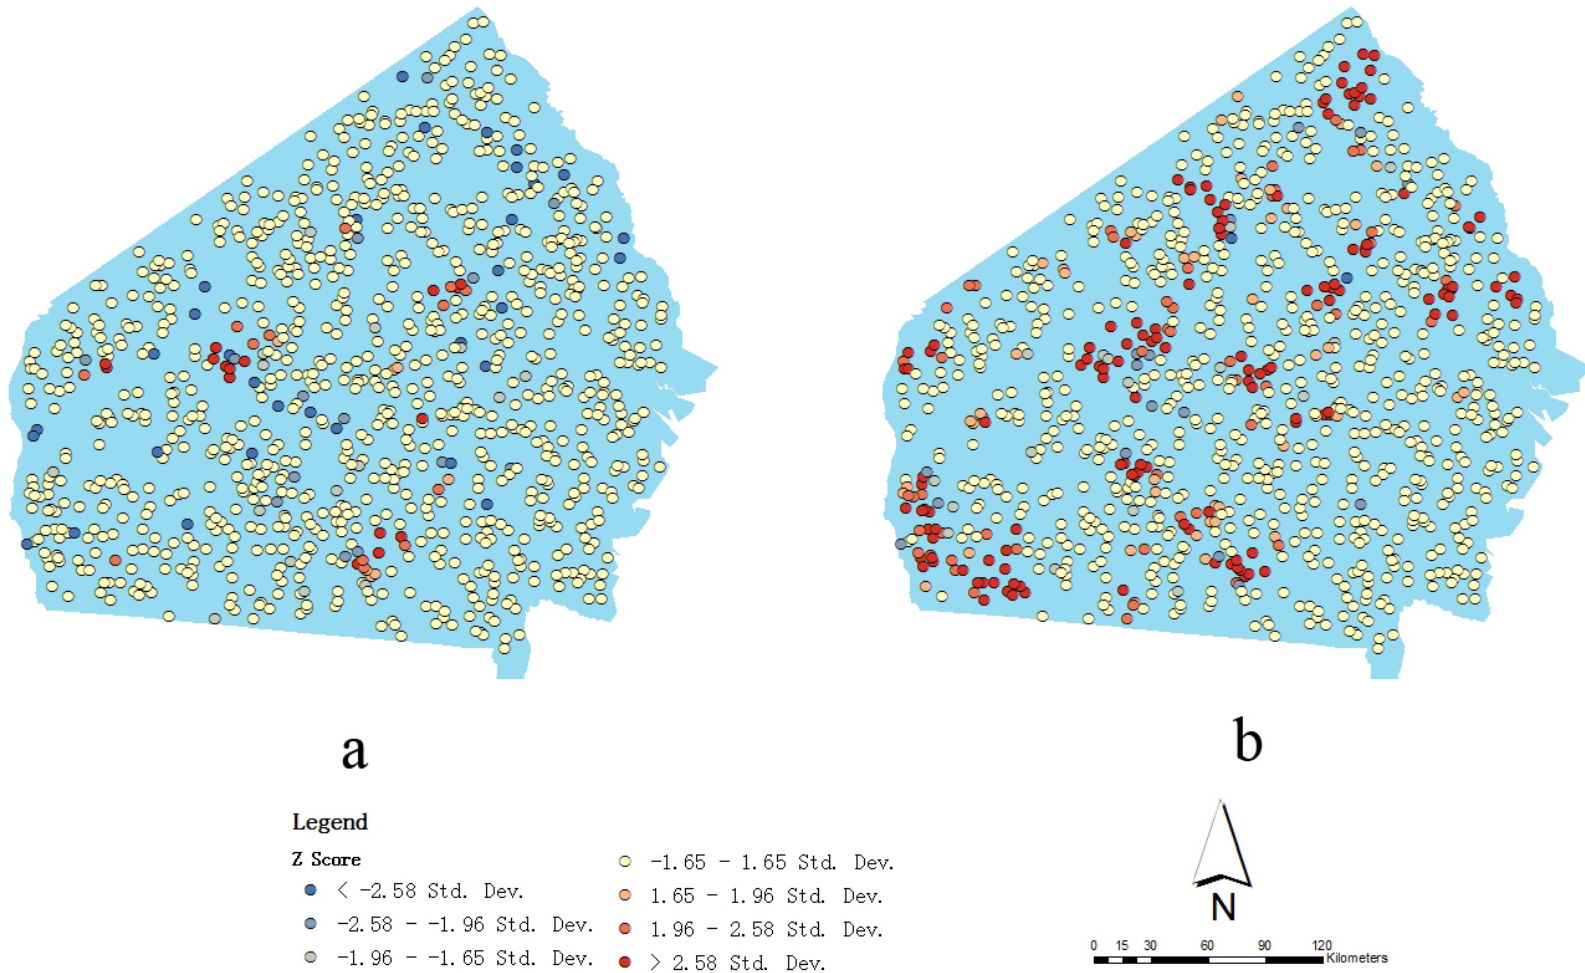 a
b
Legend
Z Score
< -2.58 Std. Dev.
-2.58 - -1.96 Std. Dev.
-1.96 - -1.65 Std. Dev.
-1.65 - 1.65 Std. Dev.
1.65 - 1.96 Std. Dev.
1.96 - 2.58 Std. Dev.
> 2.58 Std. Dev.
N
0 15 30 60 90 120
Kilometers